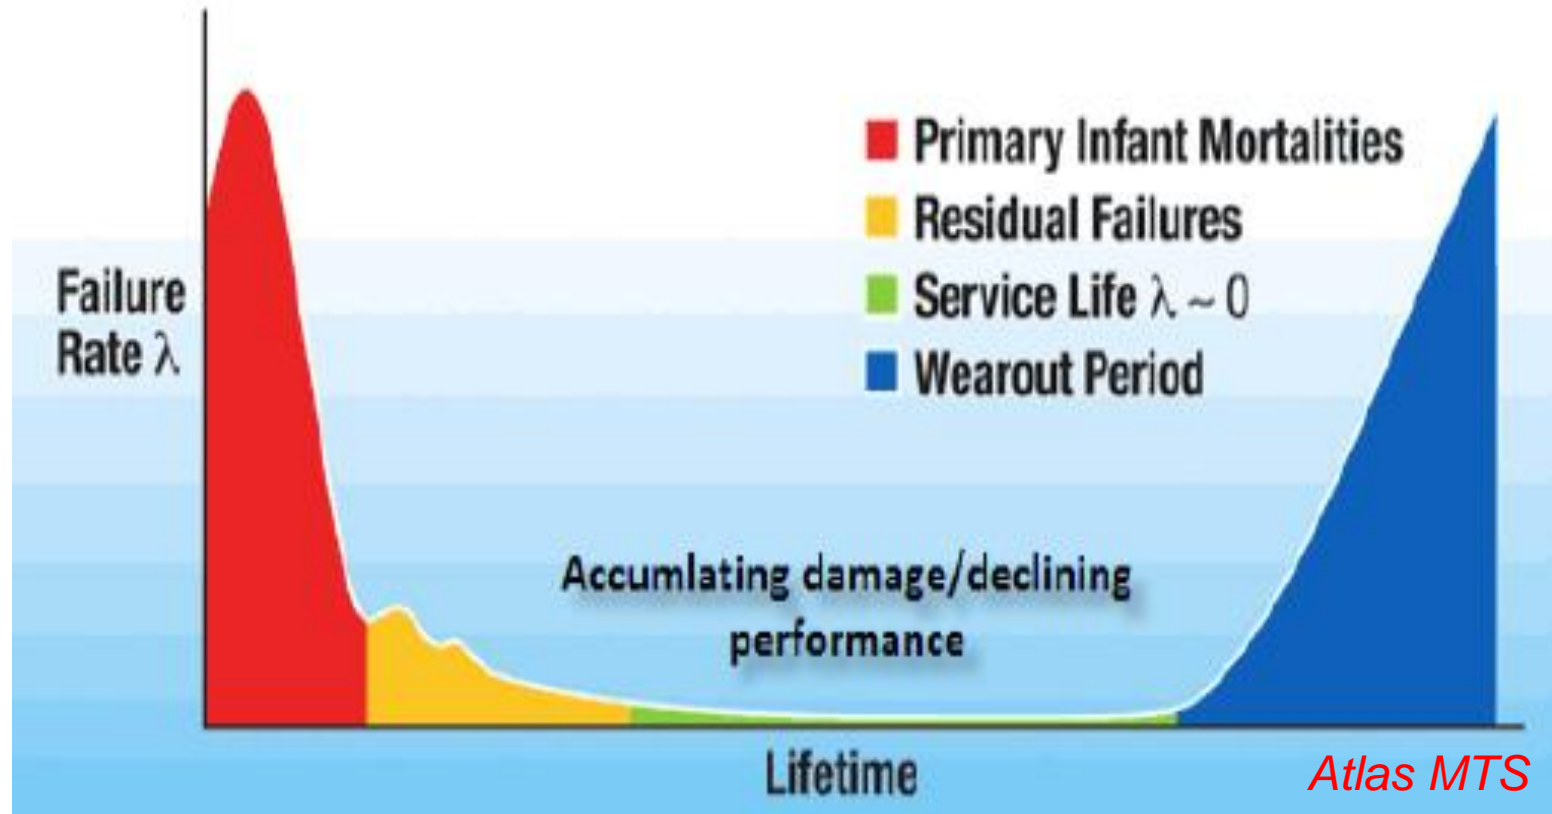 Failure
Rate λ
Primary Infant Mortalities
Residual Failures
Service Life λ ~ 0
Wearout Period
Accumlating damage/declining
performance
Lifetime
Atlas MTS